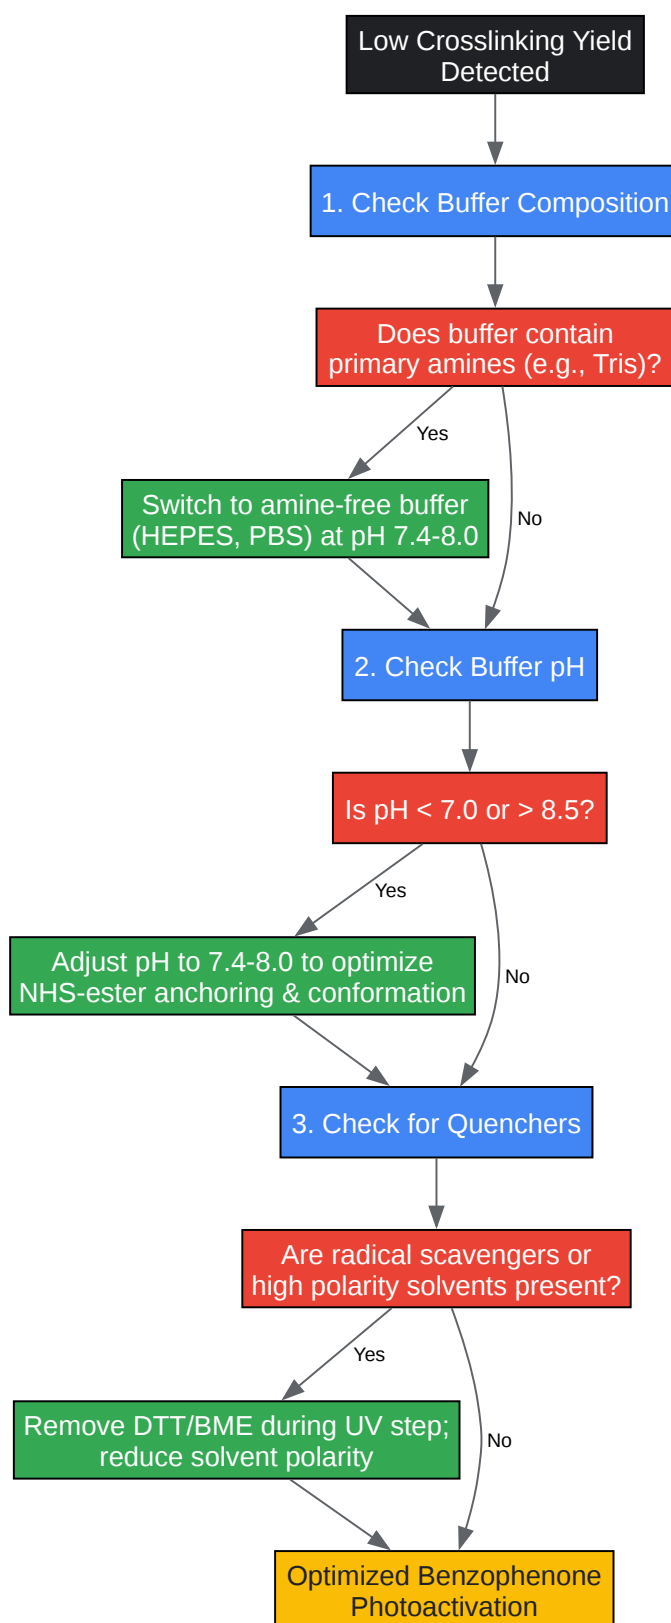 Low Crosslinking Yield
Detected
1. Check Buffer Composition
Does buffer contain
primary amines (e.g., Tris)?
Yes
Switch to amine-free buffer
(HEPES, PBS) at pH 7.4-8.0
No
2. Check Buffer pH
Is pH < 7.0 or > 8.5?
Yes
Adjust pH to 7.4-8.0 to optimize
NHS-ester anchoring & conformation
No
3. Check for Quenchers
Are radical scavengers or
high polarity solvents present?
Yes
Remove DTT/BME during UV step;
reduce solvent polarity
No
Optimized Benzophenone
Photoactivation